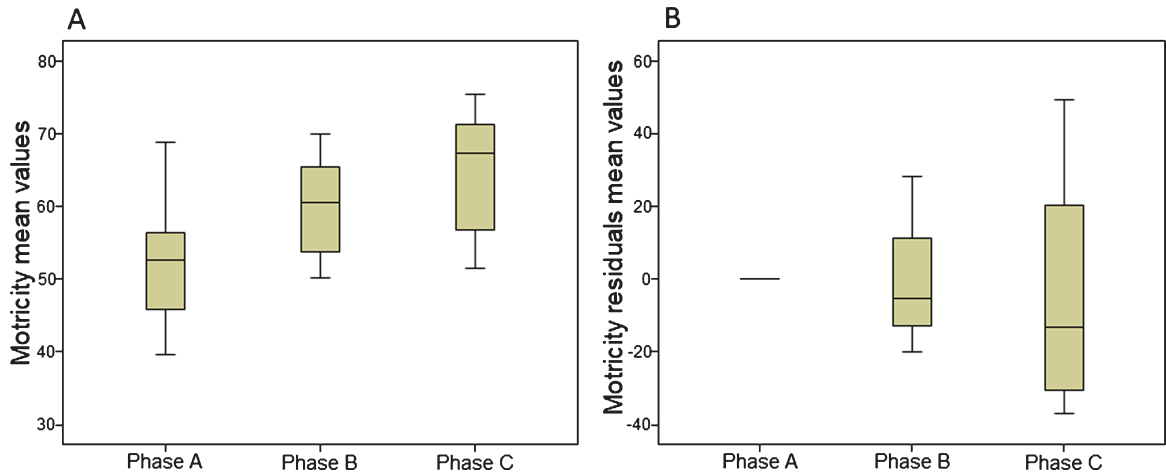 A
Motricity mean values
80
70
60
50
40
30
Phase A Phase B Phase C
B
Motricity residuals mean values
60
40
20
0
-20
-40
Phase A Phase B Phase C